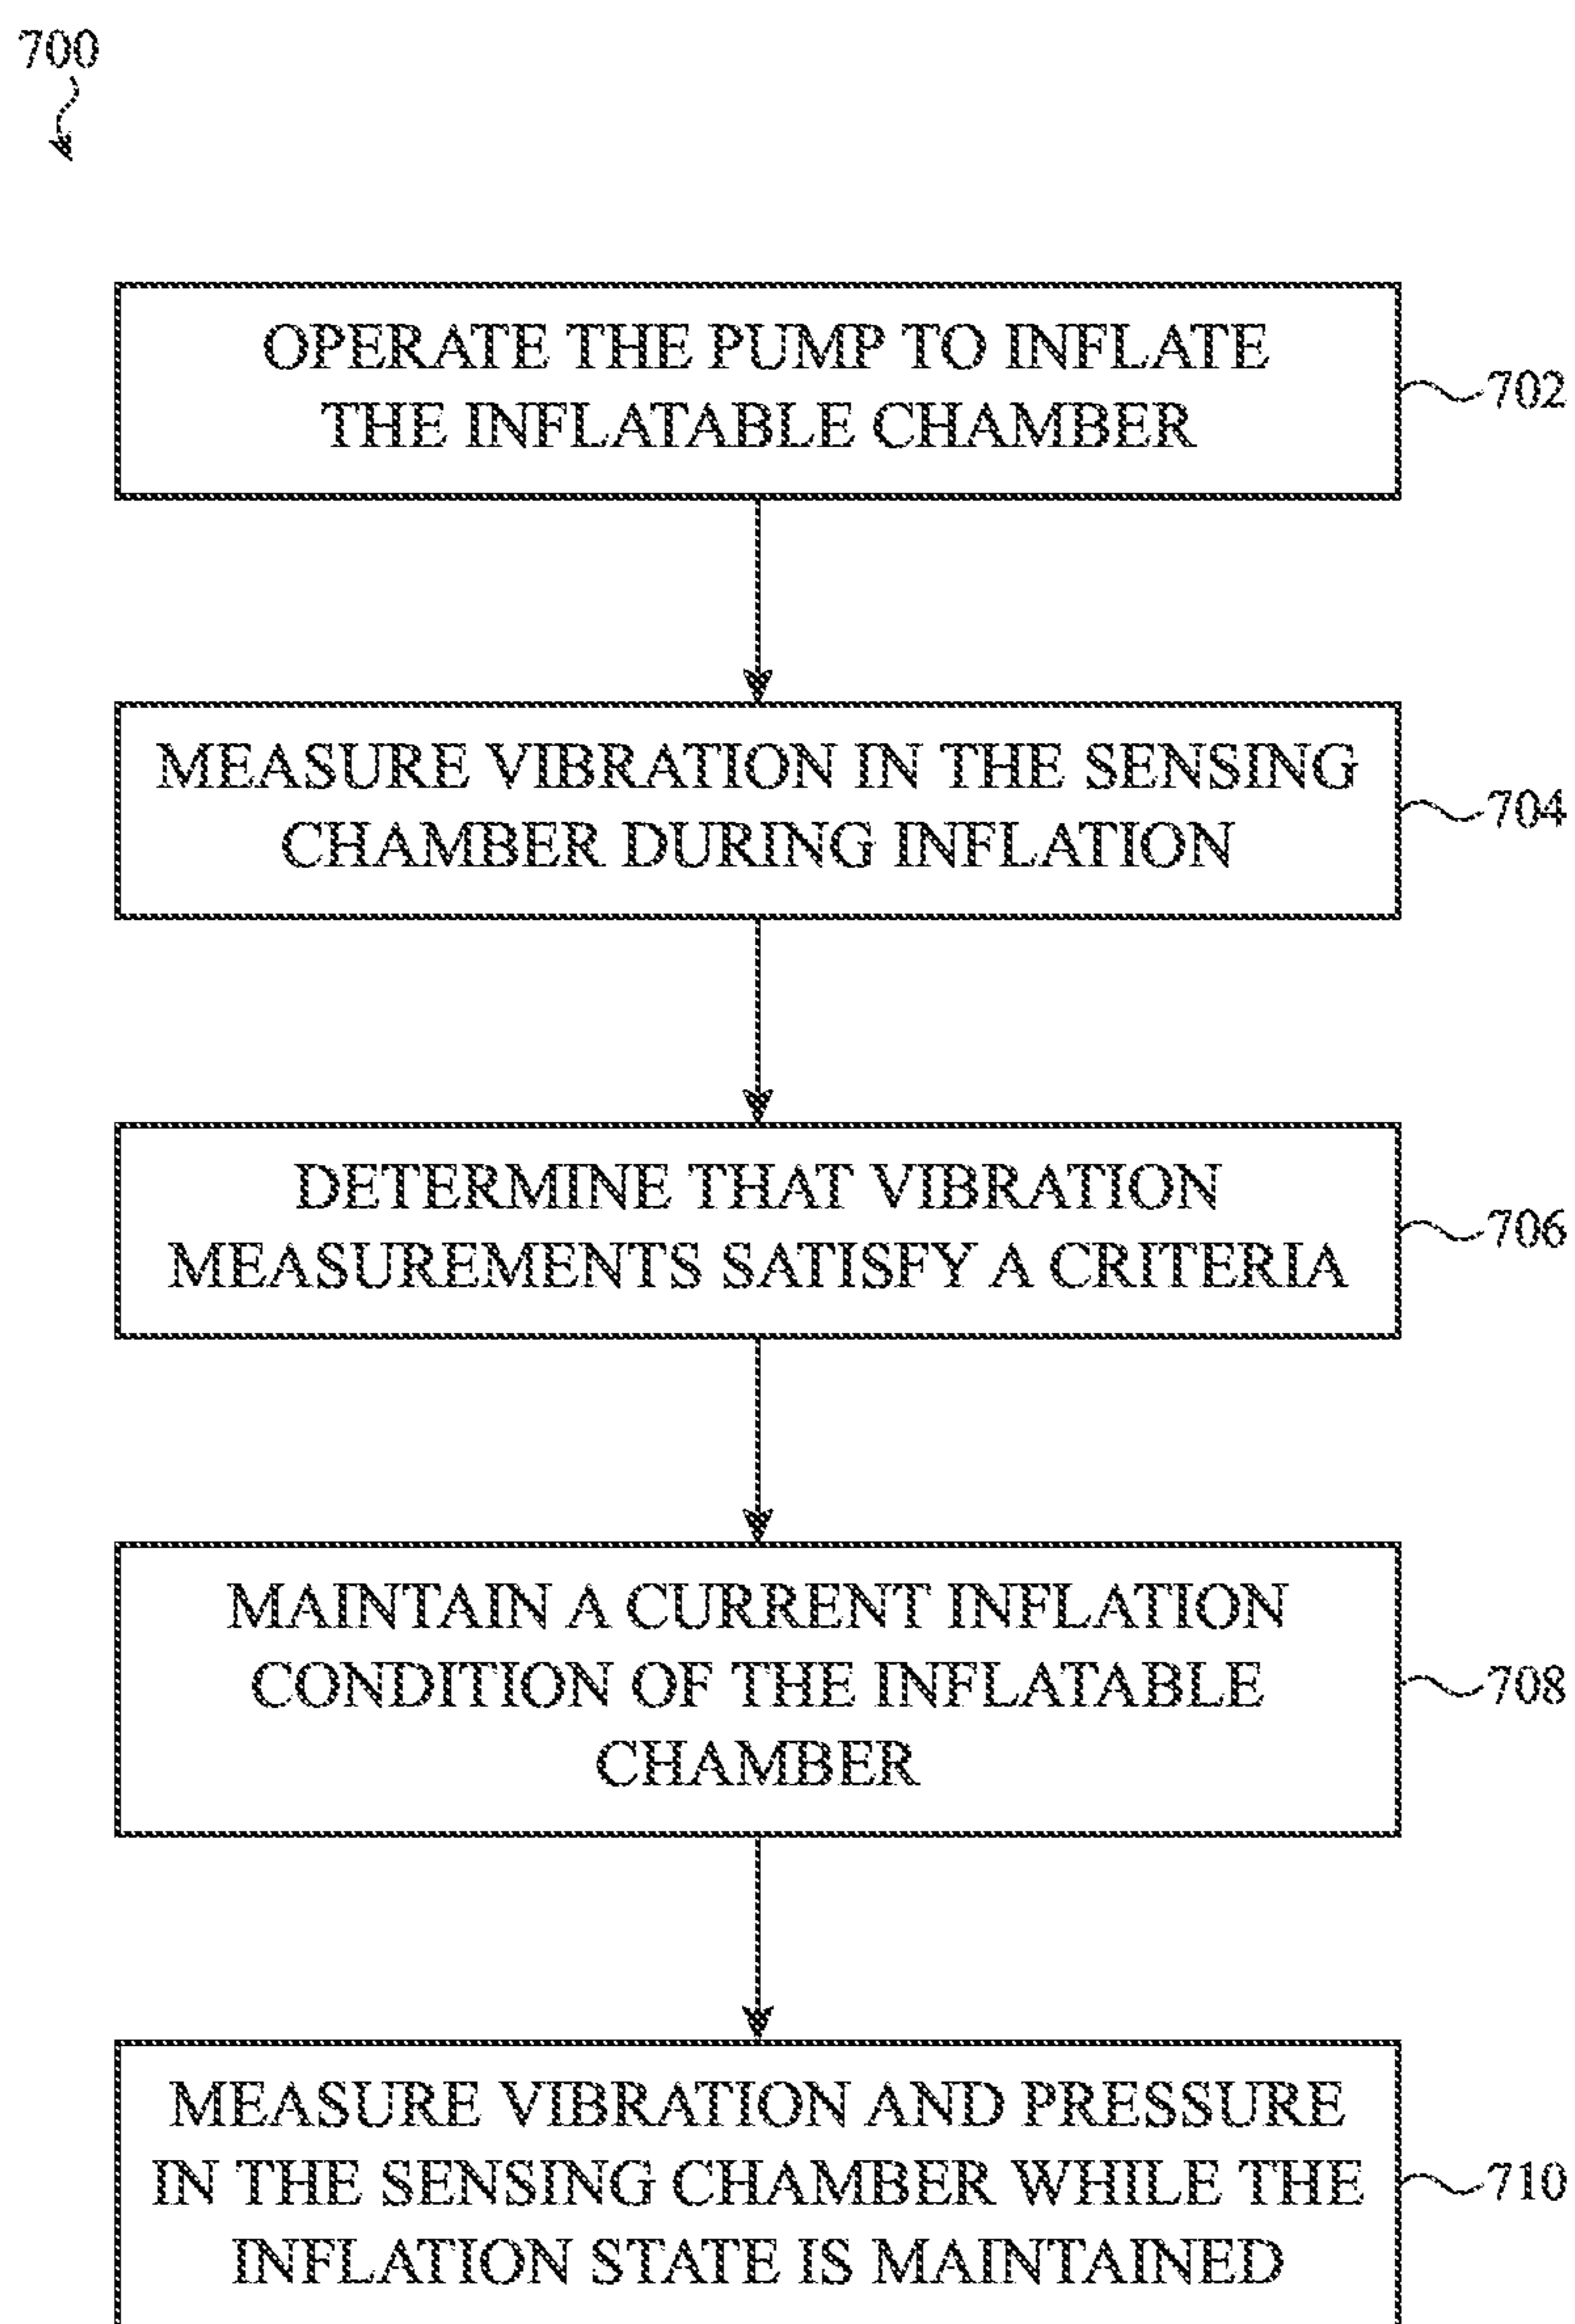 700
OPERATE THE PUMP TO INFLATE
THE INFLATABLE CHAMBER
702
MEASURE VIBRATION IN THE SENSING
CHAMBER DURING INFLATION
704
DETERMINE THAT VIBRATION
MEASUREMENTS SATISFY A CRITERIA
706
MAINTAIN A CURRENT INFLATION
CONDITION OF THE INFLATABLE
CHAMBER
708
MEASURE VIBRATION AND PRESSURE
IN THE SENSING CHAMBER WHILE THE
INFLATION STATE IS MAINTAINED
710